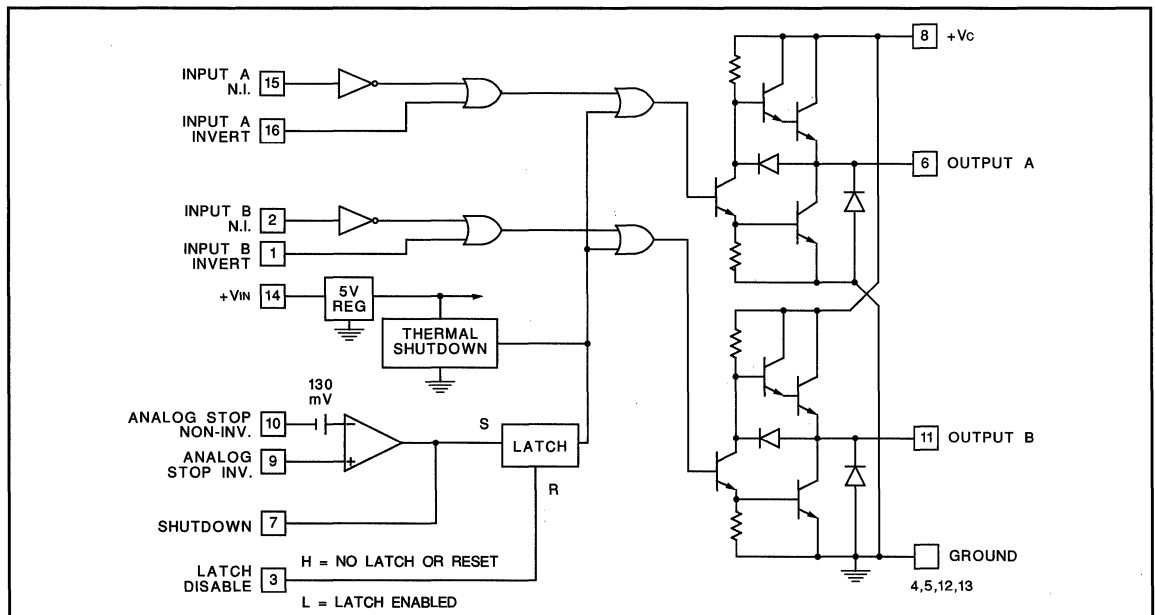 INPUT A
N.I.
15
INPUT A
INVERT
16
INPUT B
N.I.
2
INPUT B
INVERT
1
+VIN
14
5V
REG
THERMAL
SHUTDOWN
130
mV
ANALOG STOP
NON-INV.
10
−
ANALOG
STOP INV.
9
+
S
LATCH
R
SHUTDOWN
7
LATCH
DISABLE
3
H = NO LATCH OR RESET
L = LATCH ENABLED
8
+VC
6
OUTPUT A
11
OUTPUT B
GROUND
4,5,12,13